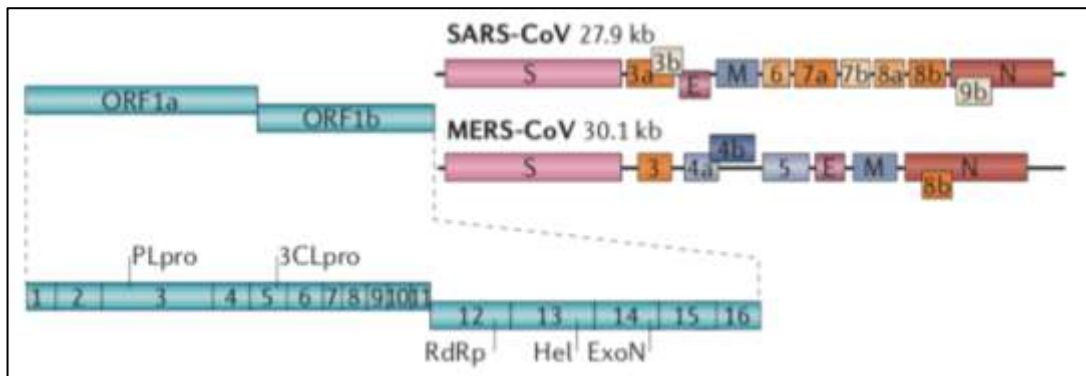 SARS-CoV 27.9 kb
S 3a 3b E M 6 7a 7b 8a 8b 9b N
ORF1a
ORF1b
MERS-CoV 30.1 kb
S 3 4a 4b 5 E M 8b N
PLpro 3CLpro
1 2 3 4 5 6 7 8 9 10 11
12 13 14 15 16
RdRp Hel ExoN